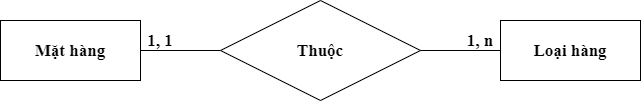 Mặt hàng 1, 1 Thuộc 1, n Loại hàng